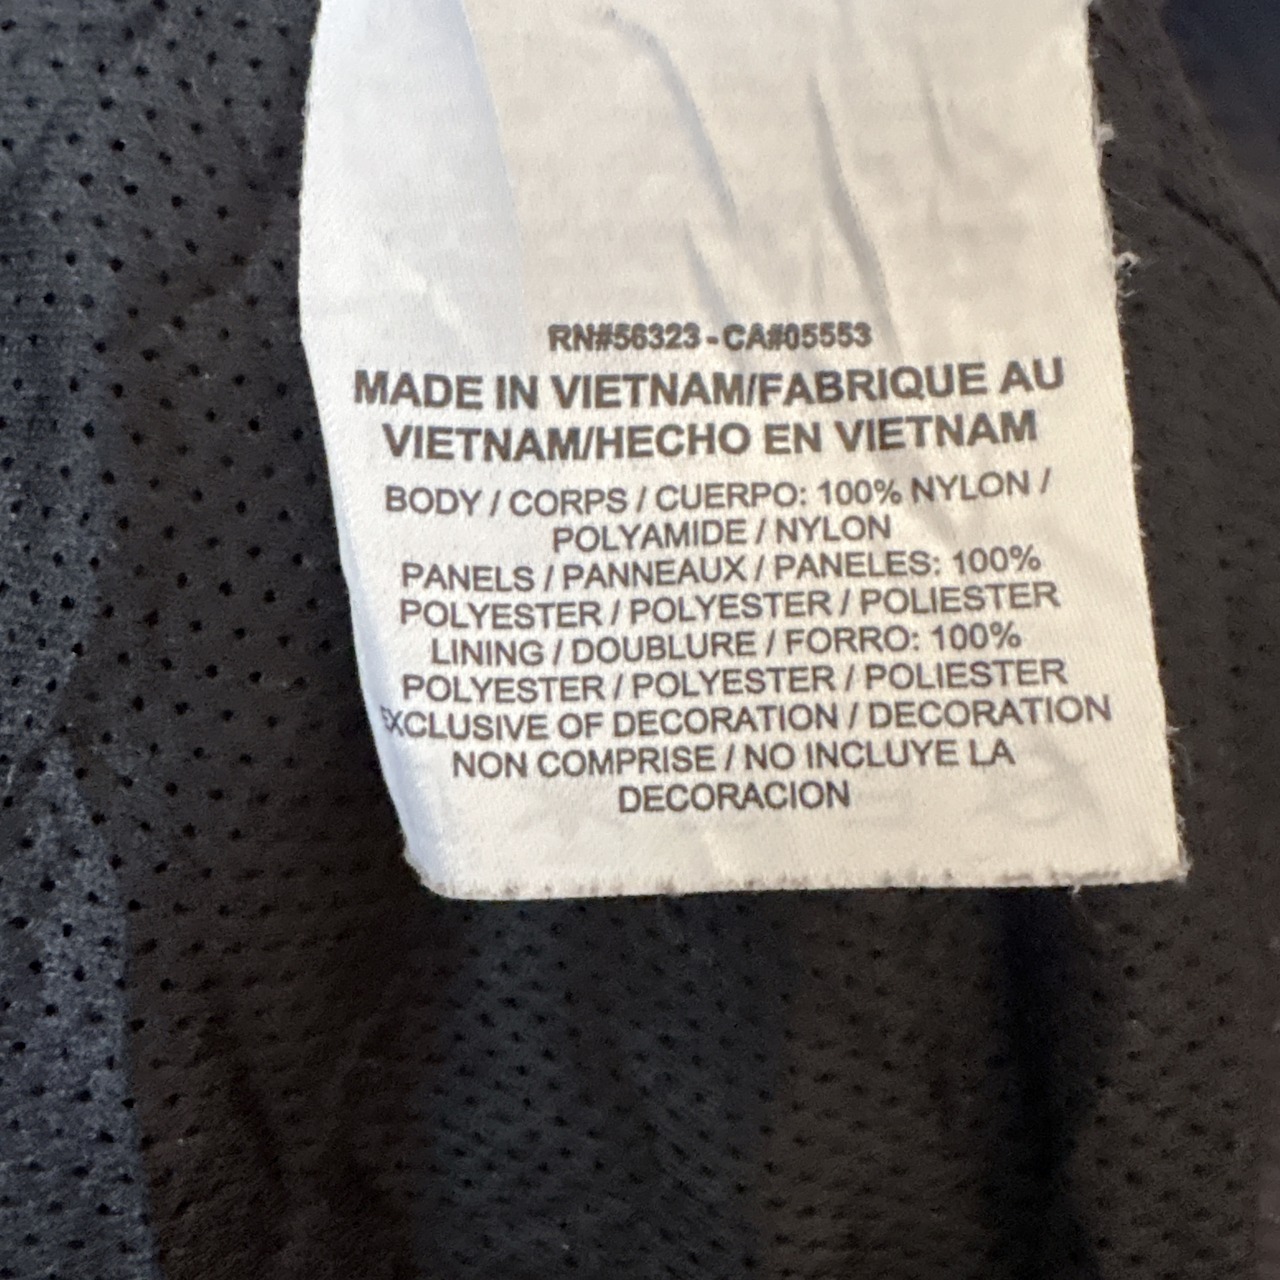 RN#56323 - CA#05553
MADE IN VIETNAM/FABRIQUE AU
VIETNAM/HECHO EN VIETNAM
BODY / CORPS / CUERPO: 100% NYLON /
POLYAMIDE / NYLON
PANELS / PANNEAUX / PANELES: 100%
POLYESTER / POLYESTER / POLIESTER
LINING / DOUBLURE / FORRO: 100%
POLYESTER / POLYESTER / POLIESTER
EXCLUSIVE OF DECORATION / DECORATION
NON COMPRISE / NO INCLUYE LA
DECORACION